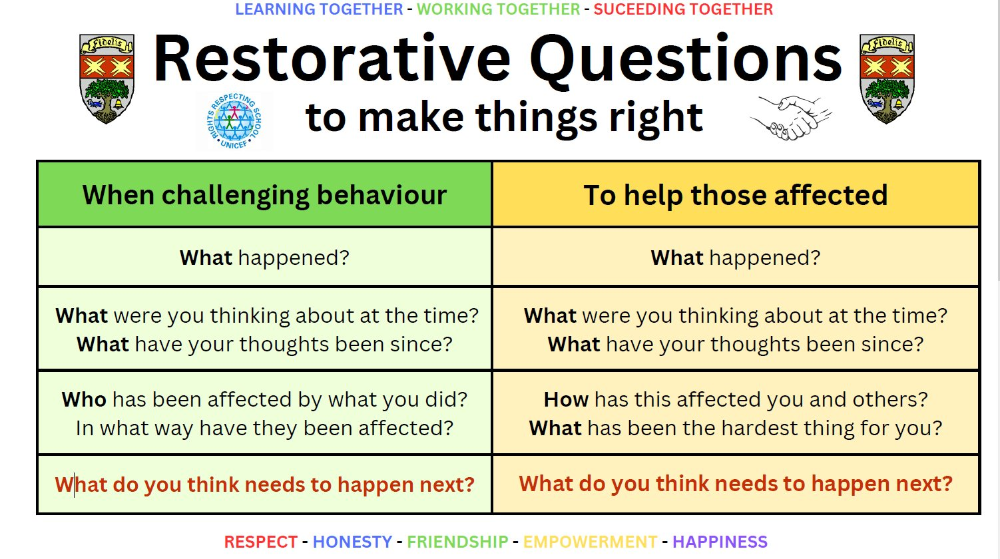 LEARNING TOGETHER - WORKING TOGETHER - SUCEEDING TOGETHER
Fidelis
Restorative Questions
Fidelis
to make things right
RIGHTS RESPECTING SCHOOL • UNICEF •
When challenging behaviour
To help those affected
What happened?
What happened?
What were you thinking about at the time?
What have your thoughts been since?
What were you thinking about at the time?
What have your thoughts been since?
Who has been affected by what you did?
In what way have they been affected?
How has this affected you and others?
What has been the hardest thing for you?
What do you think needs to happen next?
What do you think needs to happen next?
RESPECT - HONESTY - FRIENDSHIP - EMPOWERMENT - HAPPINESS